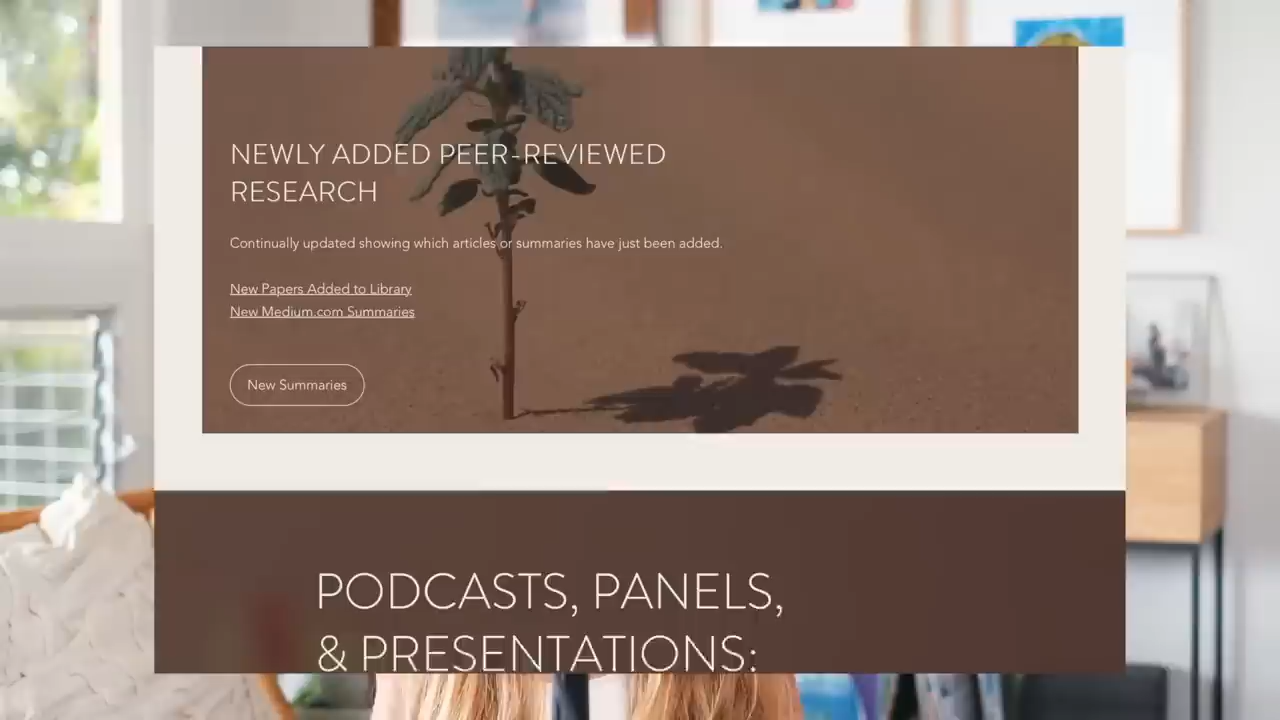 NEWLY ADDED PEER-REVIEWED
RESEARCH
Continually updated showing which articles or summaries have just been added.
New Papers Added to Library
New Medium.com Summaries
New Summaries
PODCASTS, PANELS,
& PRESENTATIONS: